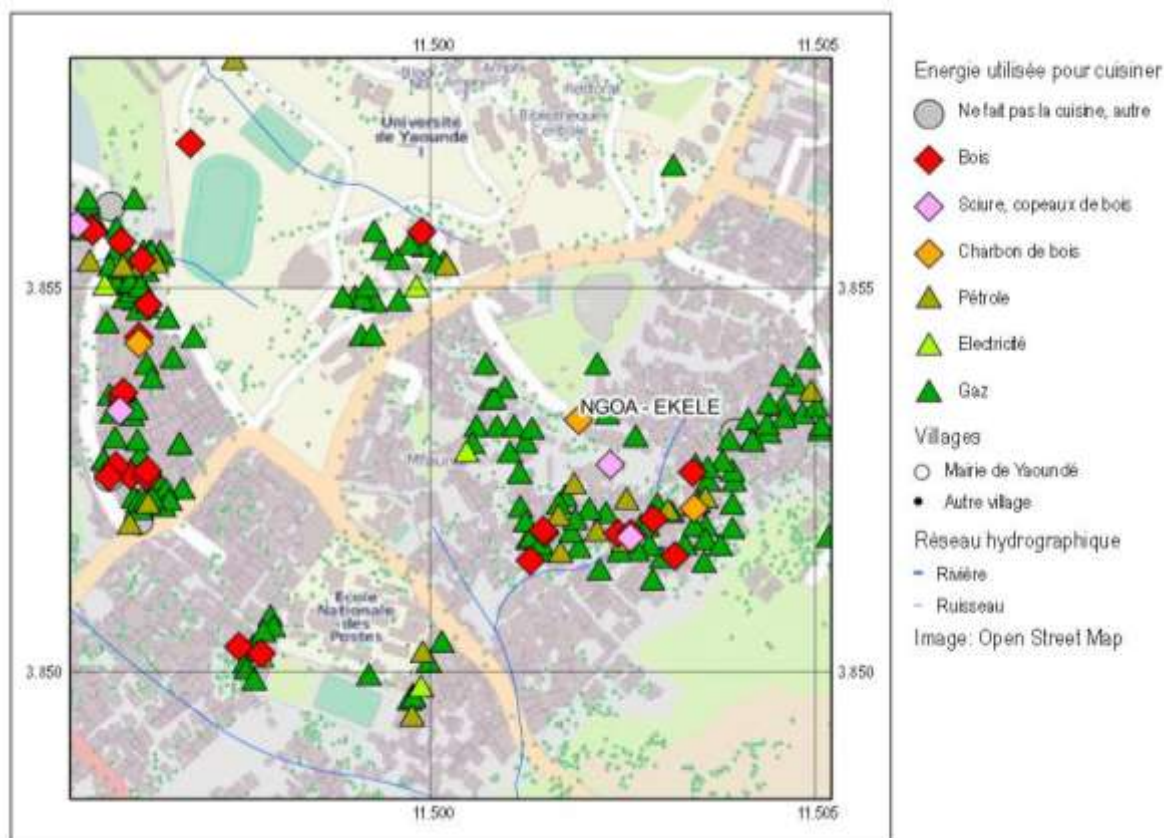 11.500
11.505
Rectorat
Université
de Yaoundé
I
Bibliothèques
Centrale
3.855
3.855
NGOA - EKELE
Ecole
Nationale
des
Postes
3.850
3.850
11.500
11.505
Energie utilisée pour cuisiner
Ne fait pas la cuisine, autre
Bois
Sciure, copeaux de bois
Charbon de bois
Pétrole
Electricité
Gaz
Villages
Mairie de Yaoundé
Autre village
Réseau hydrographique
Rivière
Ruisseau
Image: Open Street Map